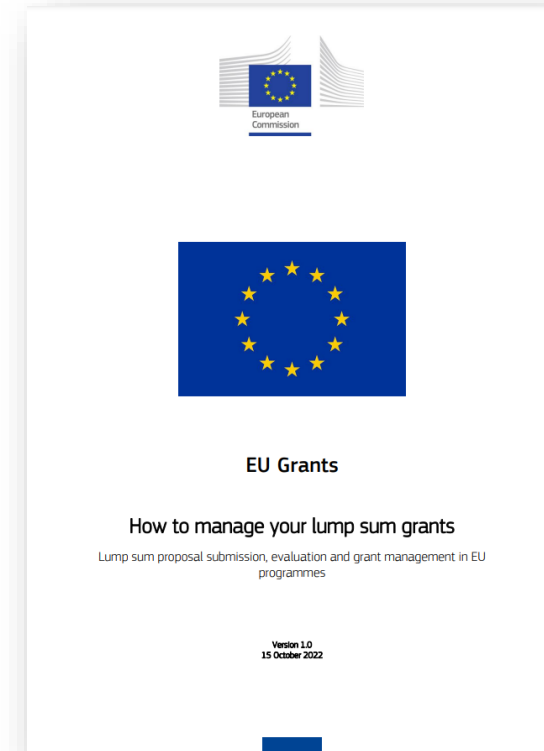 European
Commission
EU Grants
How to manage your lump sum grants
Lump sum proposal submission, evaluation and grant management in EU
programmes
Version 1.0
15 October 2022